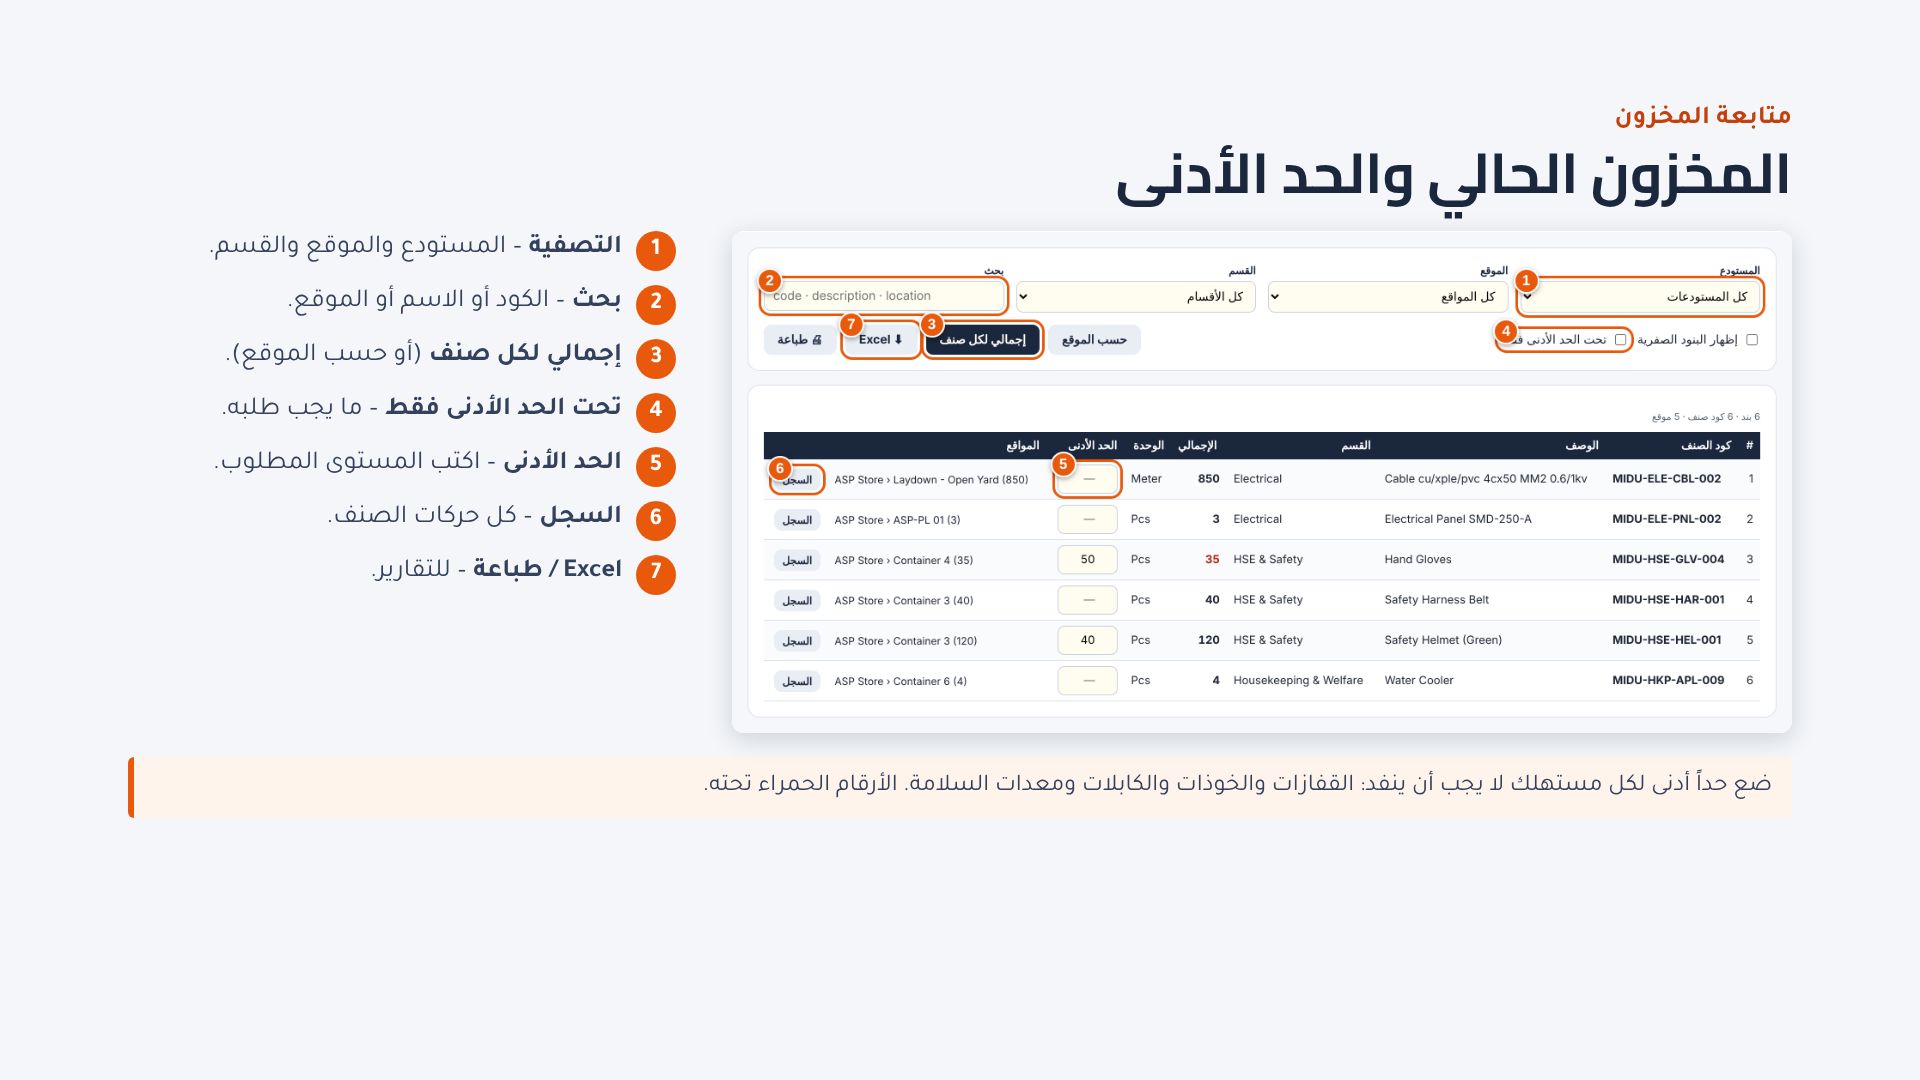 متابعة المخزون
المخزون الحالي والحد الأدنى
المستودع الموقع القسم بحث
1 كل المستودعات كل المواقع كل الأقسام 2 code · description · location
إظهار البنود الصفرية 4 تحت الحد الأدنى حسب الموقع 3 إجمالي لكل صنف 7 Excel ⬇ طباعة
6 بند · 6 كود صنف · 5 موقع
# كود الصنف الوصف القسم الإجمالي الوحدة الحد الأدنى المواقع
1 MIDU-ELE-CBL-002 Cable cu/xple/pvc 4cx50 MM2 0.6/1kv Electrical 850 Meter 5 — ASP Store › Laydown - Open Yard (850) 6 السجل
2 MIDU-ELE-PNL-002 Electrical Panel SMD-250-A Electrical 3 Pcs — ASP Store › ASP-PL 01 (3) السجل
3 MIDU-HSE-GLV-004 Hand Gloves HSE & Safety 35 Pcs 50 ASP Store › Container 4 (35) السجل
4 MIDU-HSE-HAR-001 Safety Harness Belt HSE & Safety 40 Pcs — ASP Store › Container 3 (40) السجل
5 MIDU-HSE-HEL-001 Safety Helmet (Green) HSE & Safety 120 Pcs 40 ASP Store › Container 3 (120) السجل
6 MIDU-HKP-APL-009 Water Cooler Housekeeping & Welfare 4 Pcs — ASP Store › Container 6 (4) السجل
1 التصفية - المستودع والموقع والقسم.
2 بحث - الكود أو الاسم أو الموقع.
3 إجمالي لكل صنف (أو حسب الموقع).
4 تحت الحد الأدنى فقط - ما يجب طلبه.
5 الحد الأدنى - اكتب المستوى المطلوب.
6 السجل - كل حركات الصنف.
7 Excel / طباعة - للتقارير.
ضع حداً أدنى لكل مستهلك لا يجب أن ينفد: القفازات والخوذات والكابلات ومعدات السلامة. الأرقام الحمراء تحته.